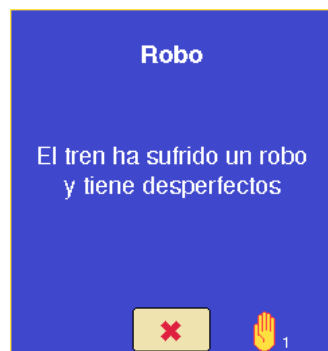 Robo
El tren ha sufrido un robo
y tiene desperfectos
1